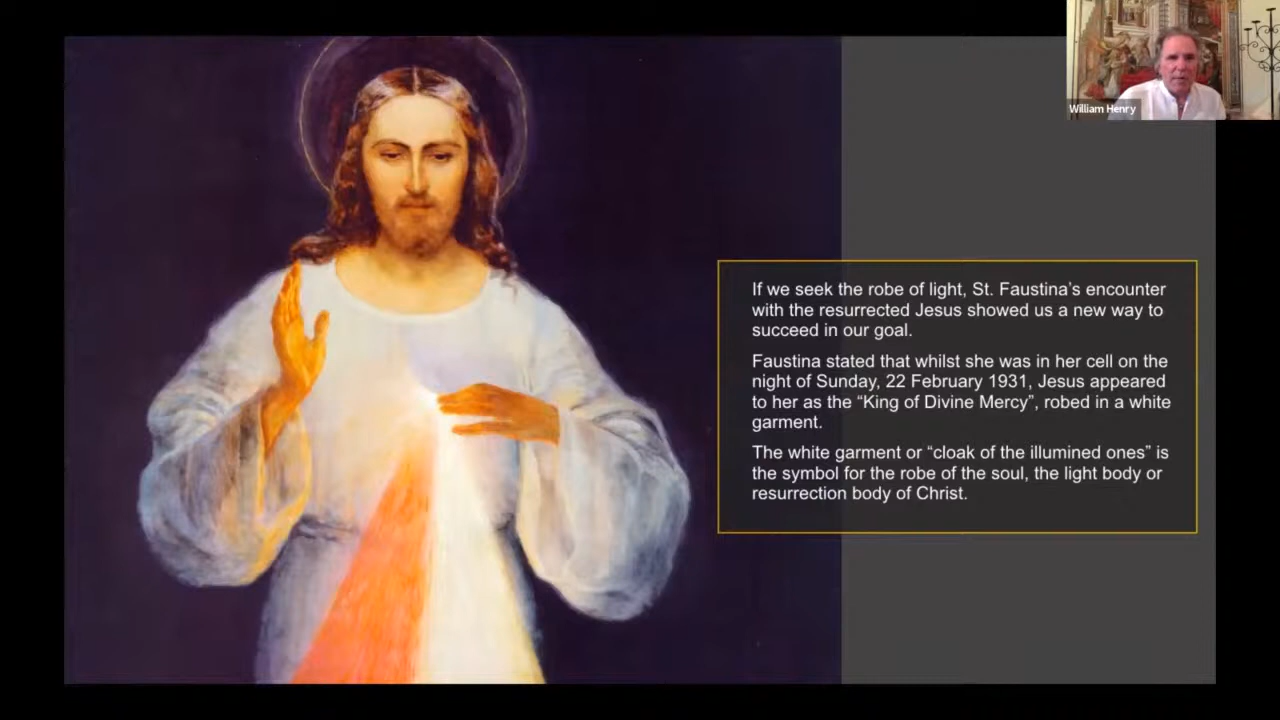 William Henry
If we seek the robe of light, St. Faustina’s encounter
with the resurrected Jesus showed us a new way to
succeed in our goal.
Faustina stated that whilst she was in her cell on the
night of Sunday, 22 February 1931, Jesus appeared
to her as the “King of Divine Mercy”, robed in a white
garment.
The white garment or “cloak of the illumined ones” is
the symbol for the robe of the soul, the light body or
resurrection body of Christ.